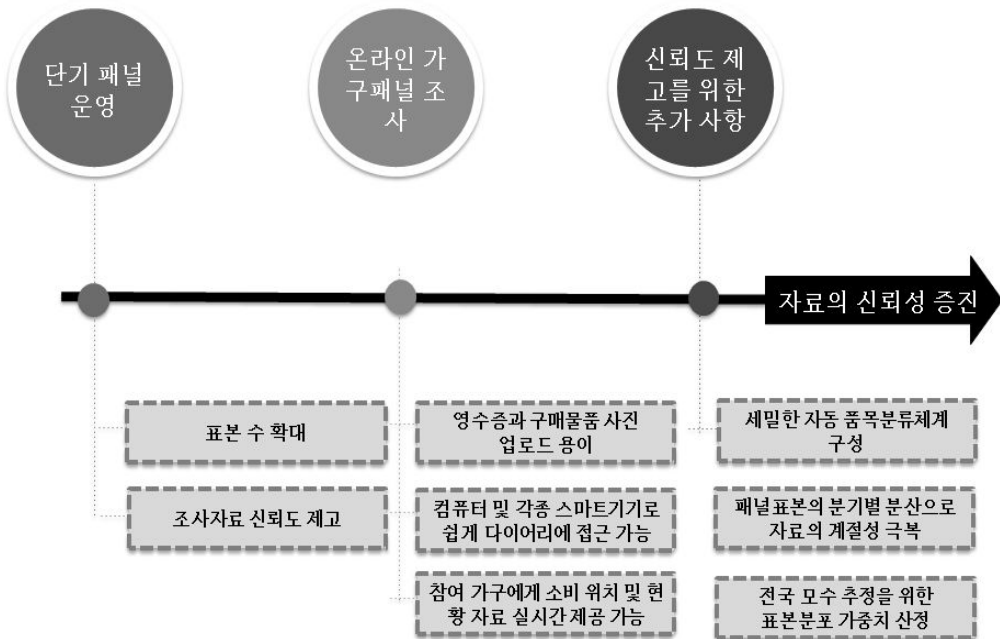 단기 패널
운영
온라인 가
구패널 조
사
신뢰도 제
고를 위한
추가 사항
자료의 신뢰성 증진
표본 수 확대
조사자료 신뢰도 제고
영수증과 구매물품 사진
업로드 용이
컴퓨터 및 각종 스마트기기로
쉽게 다이어리에 접근 가능
참여 가구에게 소비 위치 및 현
황 자료 실시간 제공 가능
세밀한 자동 품목분류체계
구성
패널표본의 분기별 분산으로
자료의 계절성 극복
전국 모수 추정을 위한
표본분포 가중치 산정